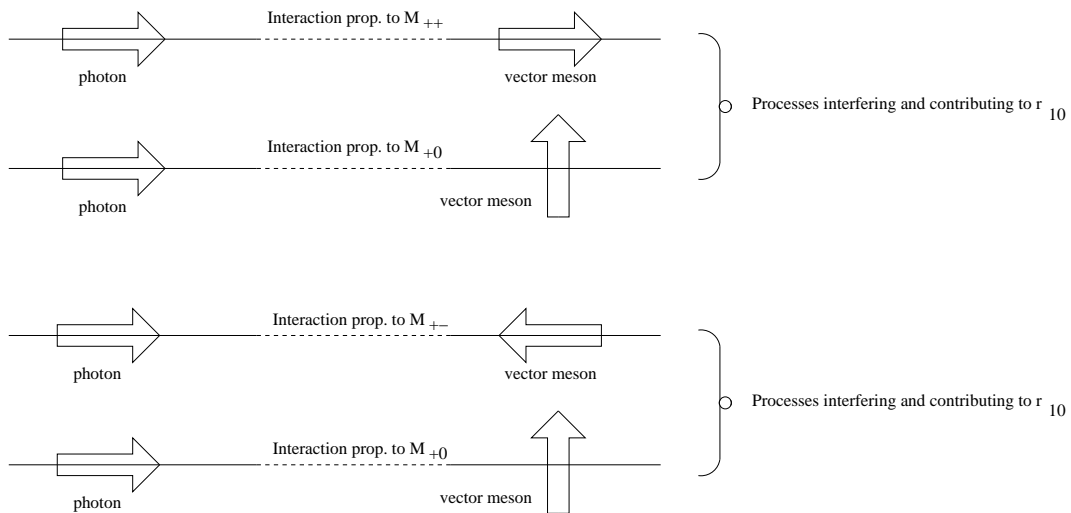 Interaction prop. to M ++
photon
vector meson
Processes interfering and contributing to r 10
Interaction prop. to M +0
photon
vector meson
Interaction prop. to M +−
photon
vector meson
Processes interfering and contributing to r 10
Interaction prop. to M +0
photon
vector meson